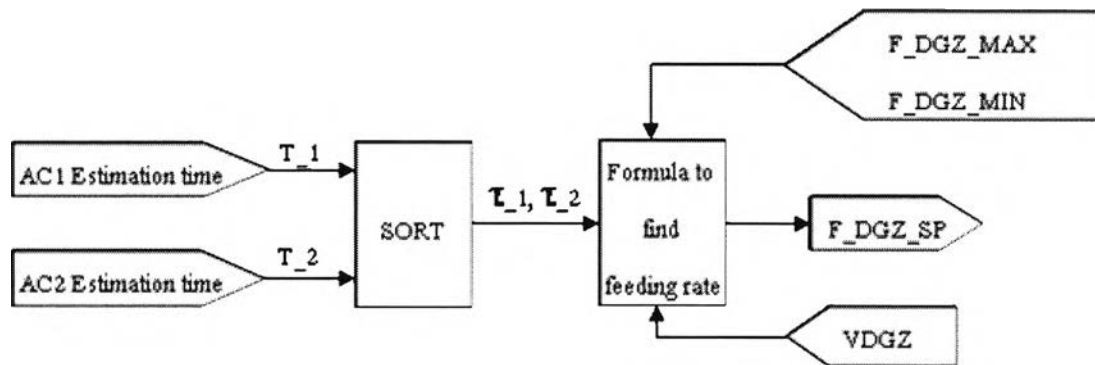 F_DGZ_MAX
F_DGZ_MIN
AC1 Estimation time
T_1
SORT
τ_1, τ_2
Formula to
find
feeding rate
F_DGZ_SP
AC2 Estimation time
T_2
VDGZ